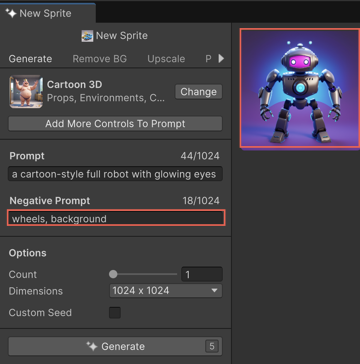 New Sprite
New Sprite
Generate Remove BG Upscale P
Cartoon 3D
Props, Environments, C...
Change
Add More Controls To Prompt
Prompt 44/1024
a cartoon-style full robot with glowing eyes
Negative Prompt 18/1024
wheels, background
Options
Count 1
Dimensions 1024 x 1024
Custom Seed
Generate 5